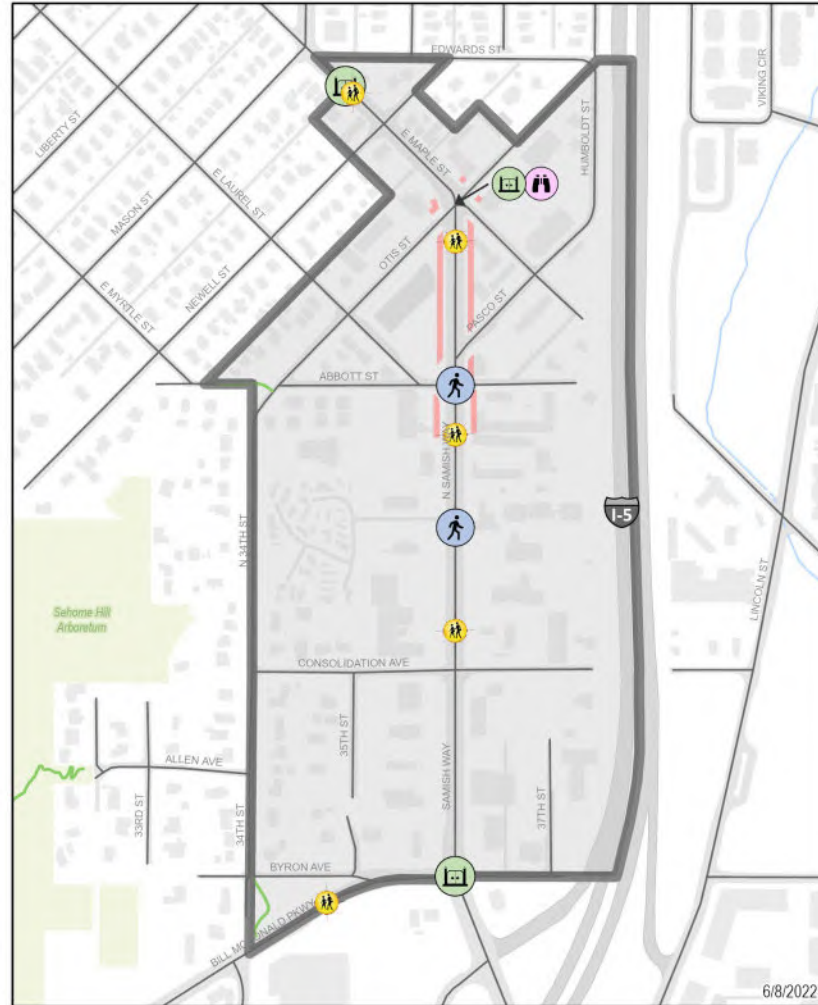 EDWARDS ST
VIKING CIR
LIBERTY ST
HUMBOLDT ST
E MAPLE ST
MASON ST
E LAUREL ST
OTIS ST
NEWELL ST
E MYRTLE ST
PASCO ST
ABBOTT ST
N SAMISH WAY
I-5
N 34TH ST
LINCOLN ST
Sehome Hill
Arboretum
CONSOLIDATION AVE
35TH ST
ALLEN AVE
SAMISH WAY
33RD ST
34TH ST
37TH ST
BYRON AVE
BILL MCDONALD PKWY
6/8/2022